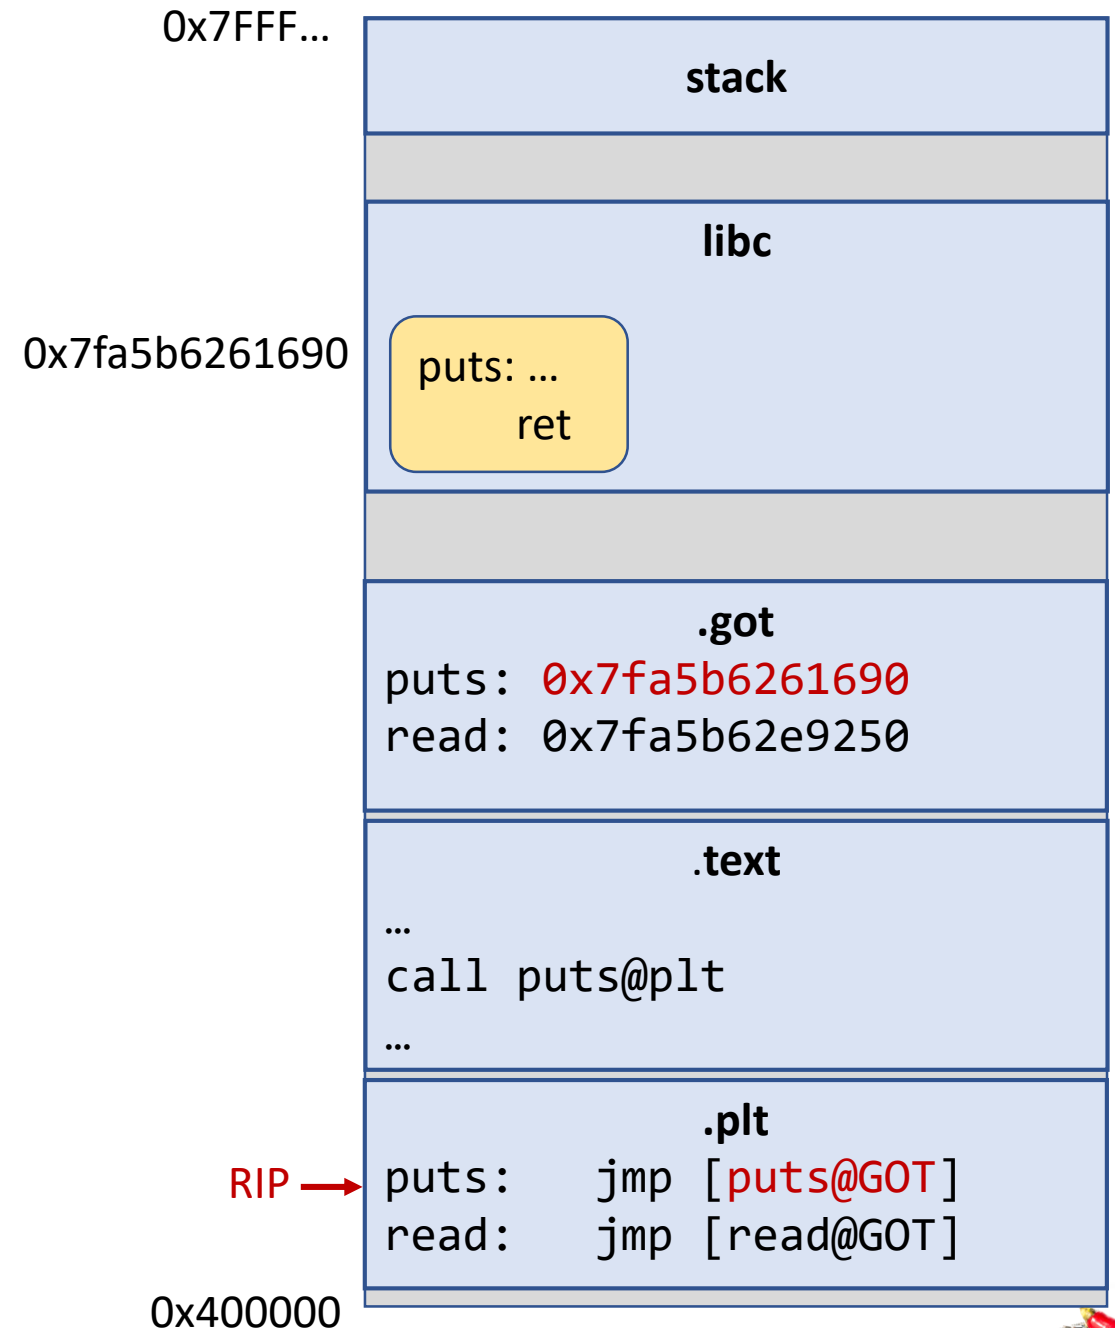 0x7FFF…
stack
libc
0x7fa5b6261690
puts: …
ret
.got
puts: 0x7fa5b6261690
read: 0x7fa5b62e9250
.text
…
call puts@plt
…
.plt
RIP
puts: jmp [puts@GOT]
read: jmp [read@GOT]
0x400000